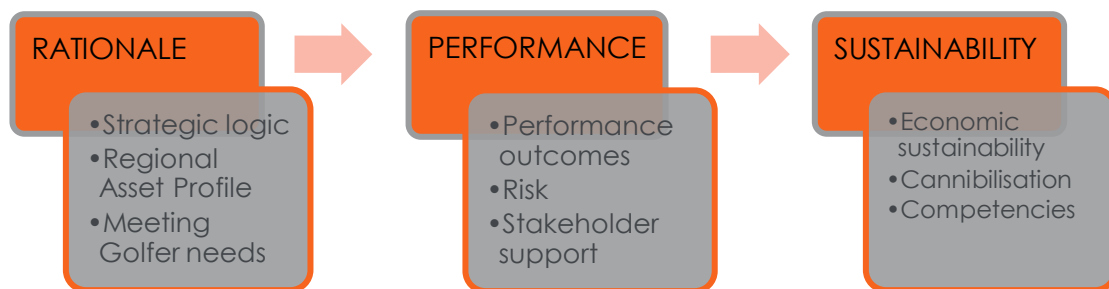 RATIONALE
•Strategic logic
•Regional
Asset Profile
•Meeting
Golfer needs
PERFORMANCE
•Performance
outcomes
•Risk
•Stakeholder
support
SUSTAINABILITY
•Economic
sustainability
•Cannibilisation
•Competencies